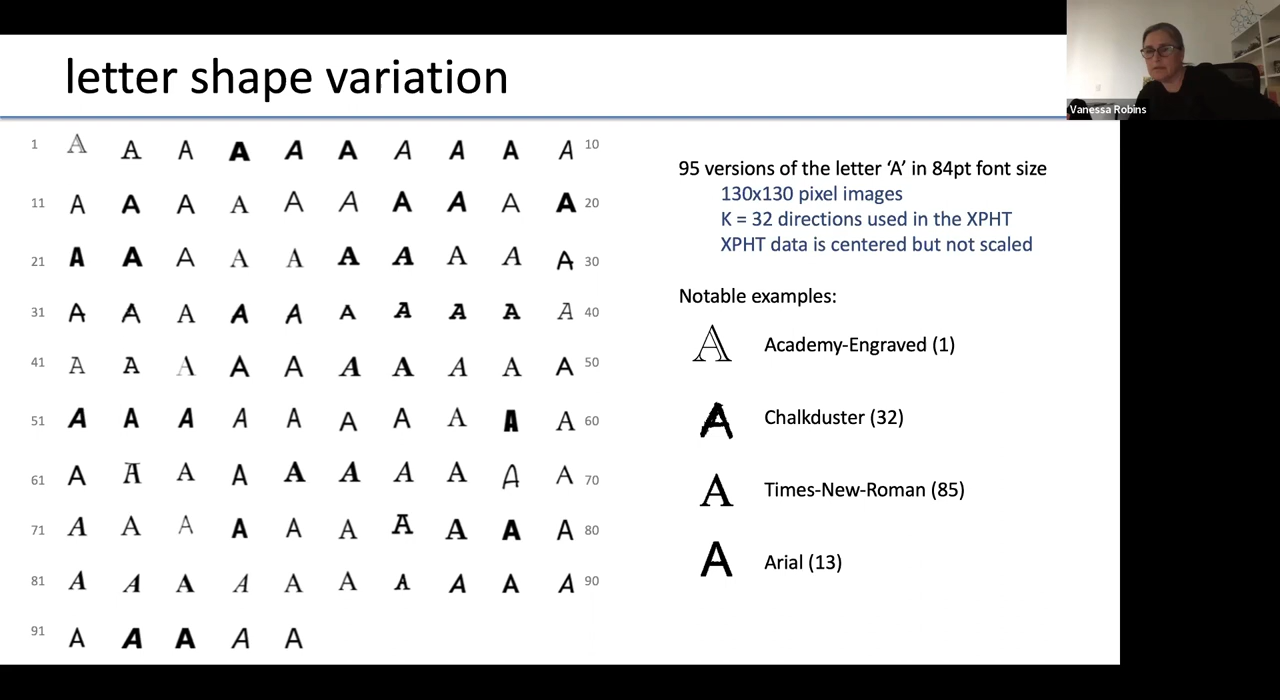 letter shape variation
Vanessa Robins
1 A A A A A A A A A A 10
11 A A A A A A A A A A 20
21 A A A A A A A A A A 30
31 A A A A A A A A A A 40
41 A A A A A A A A A A 50
51 A A A A A A A A A A 60
61 A A A A A A A A A A 70
71 A A A A A A A A A A 80
81 A A A A A A A A A A 90
91 A A A A A
95 versions of the letter ‘A’ in 84pt font size
130x130 pixel images
K = 32 directions used in the XPHT
XPHT data is centered but not scaled
Notable examples:
A Academy-Engraved (1)
A Chalkduster (32)
A Times-New-Roman (85)
A Arial (13)